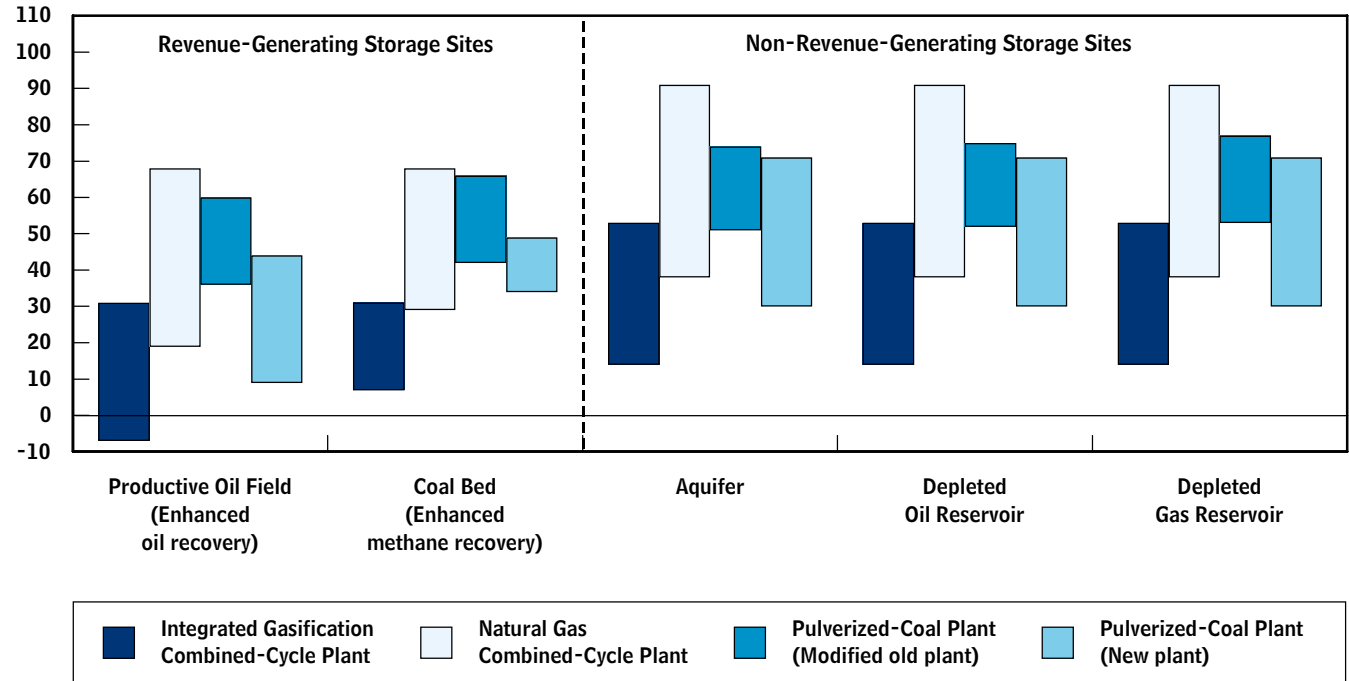 110
100
90
80
70
60
50
40
30
20
10
0
-10
Revenue-Generating Storage Sites
Non-Revenue-Generating Storage Sites
Productive Oil Field
(Enhanced
oil recovery)
Coal Bed
(Enhanced
methane recovery)
Aquifer
Depleted
Oil Reservoir
Depleted
Gas Reservoir
Integrated Gasification
Combined-Cycle Plant
Natural Gas
Combined-Cycle Plant
Pulverized-Coal Plant
(Modified old plant)
Pulverized-Coal Plant
(New plant)